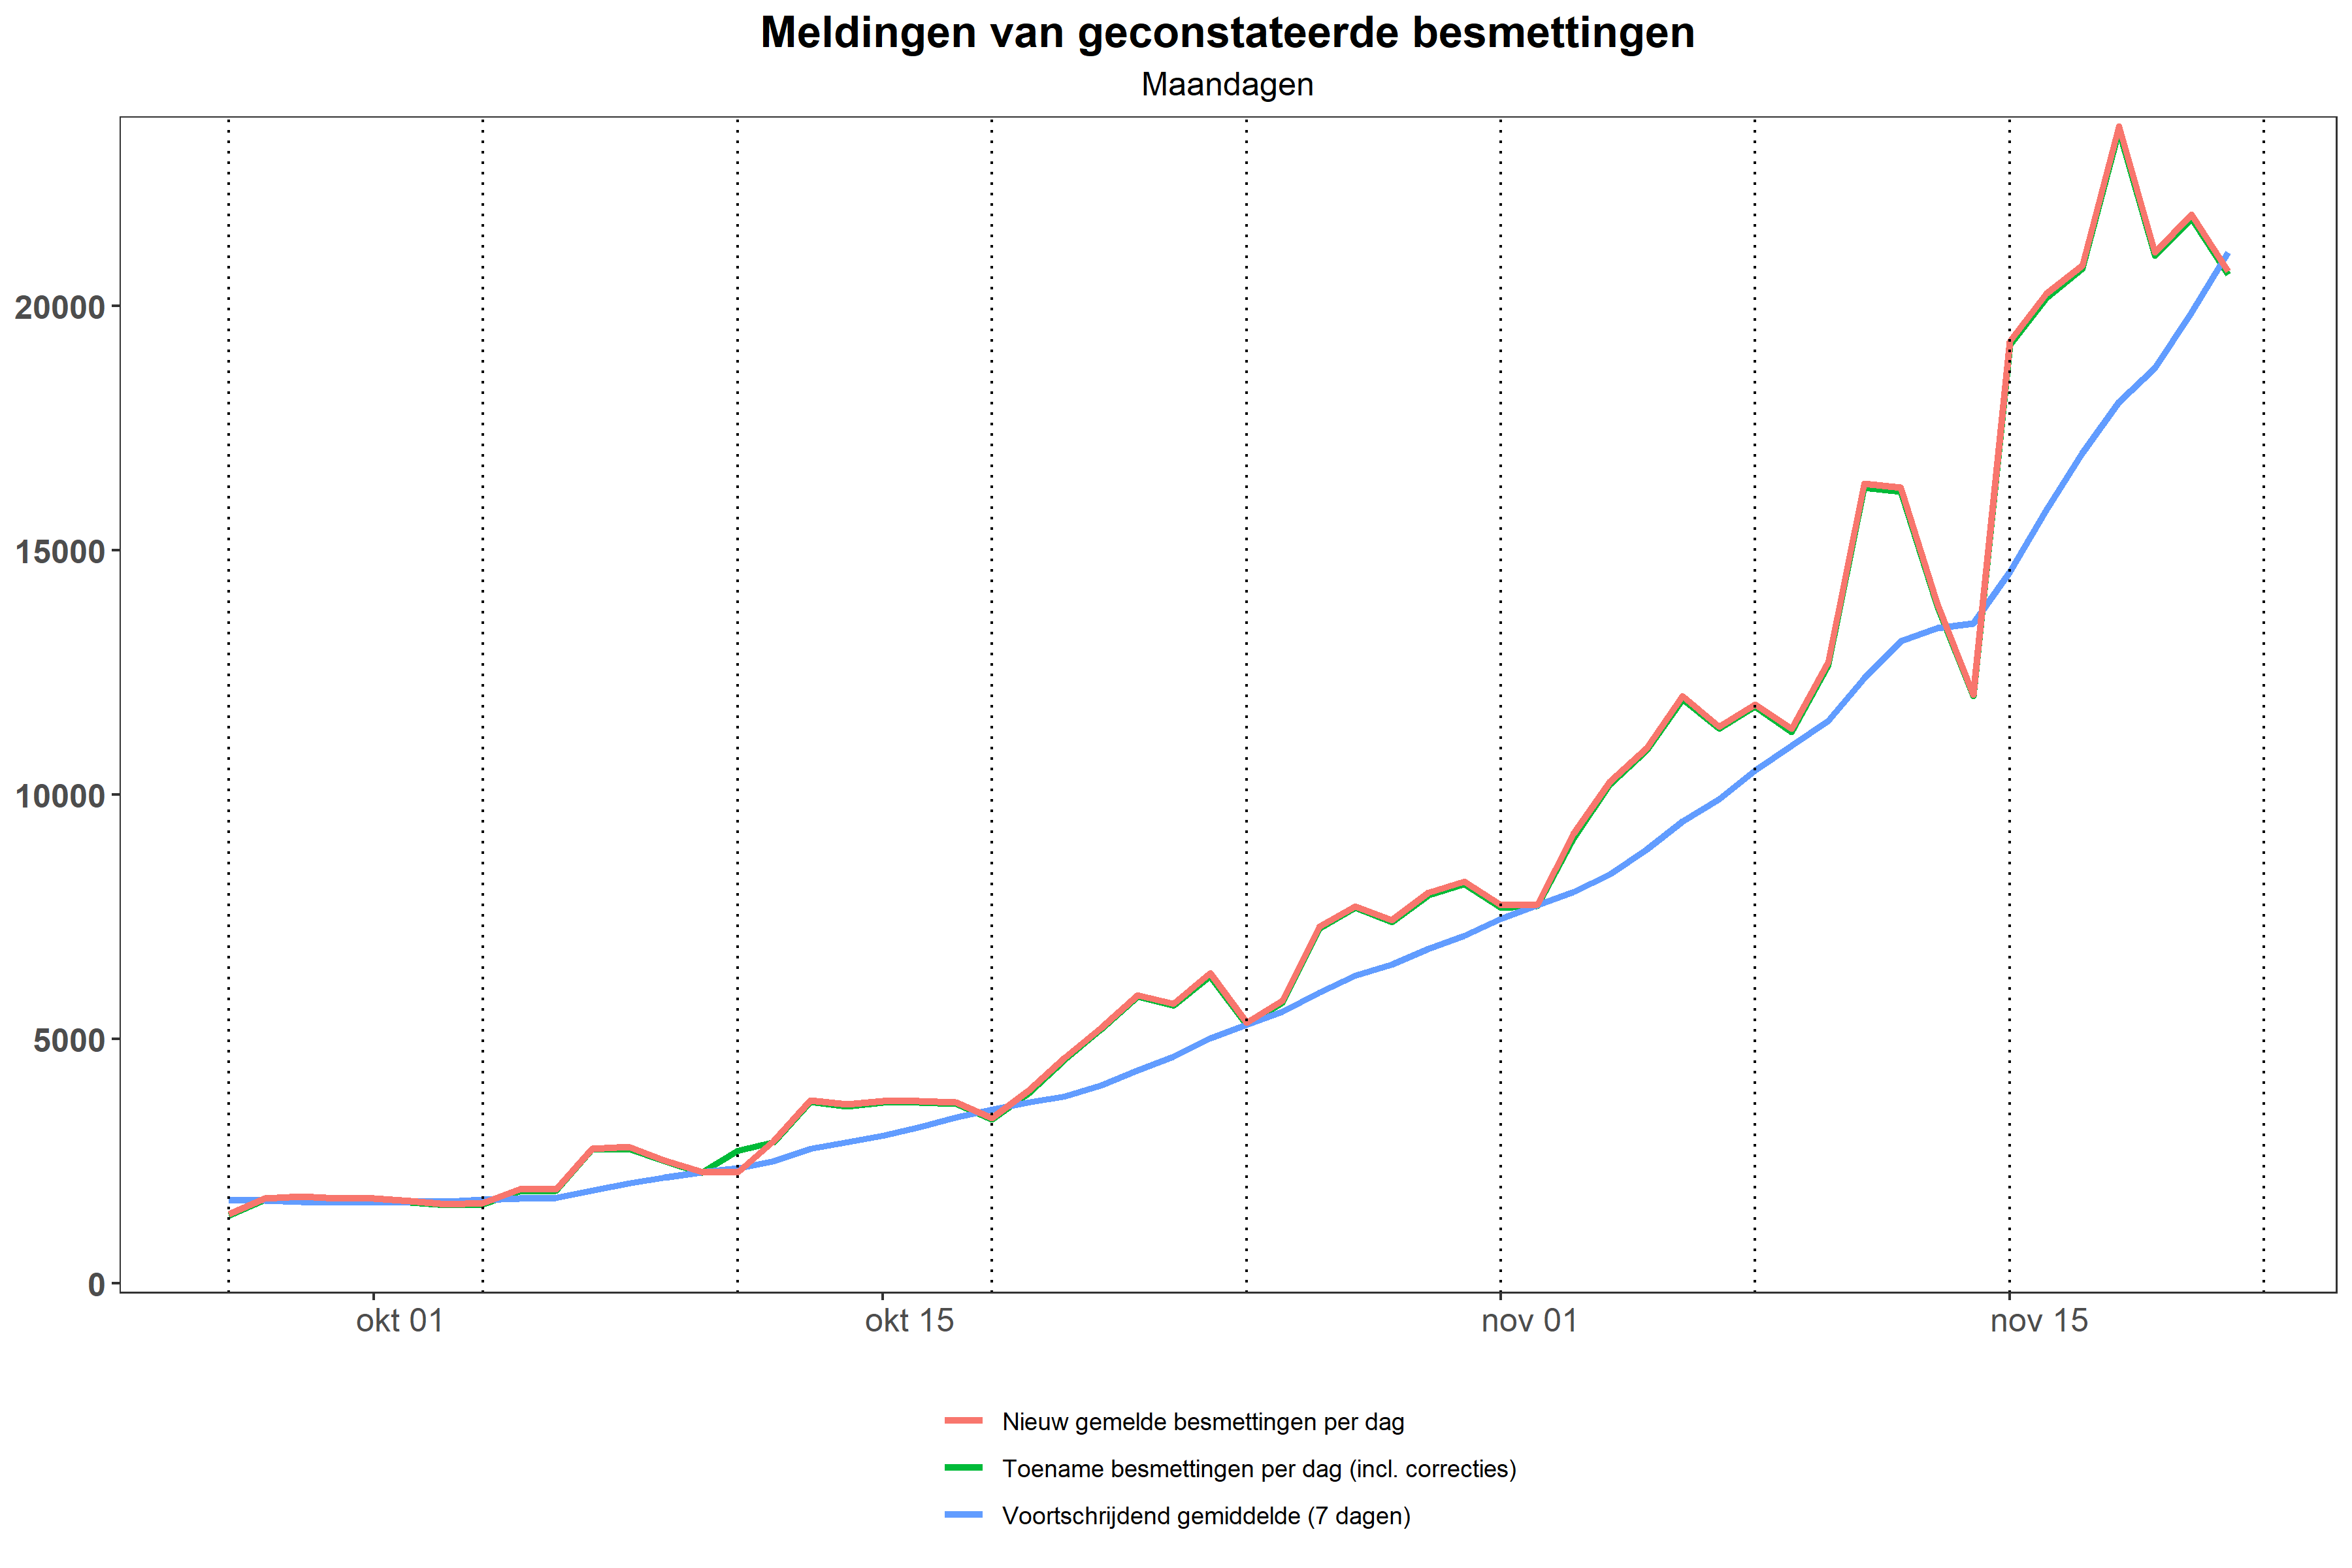 Meldingen van geconstateerde besmettingen
Maandagen
20000
15000
10000
5000
0
okt 01
okt 15
nov 01
nov 15
Nieuw gemelde besmettingen per dag
Toename besmettingen per dag (incl. correcties)
Voortschrijdend gemiddelde (7 dagen)